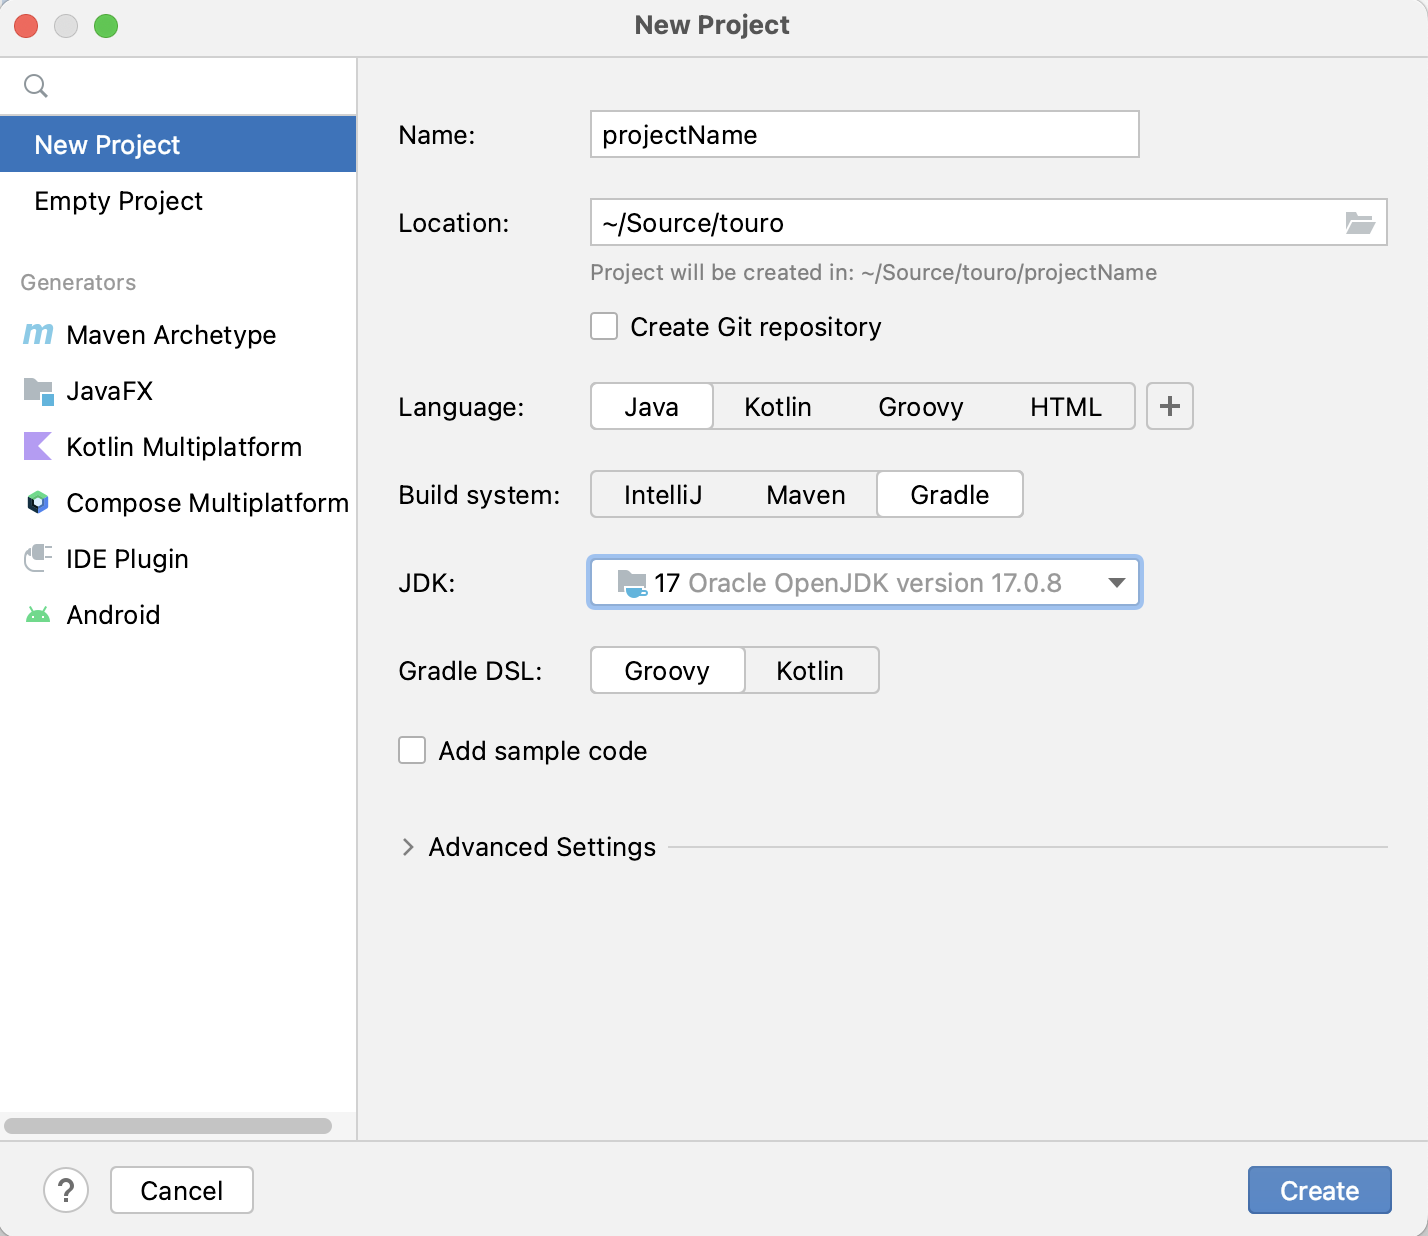 New Project
New Project
Empty Project
Generators
Maven Archetype
JavaFX
Kotlin Multiplatform
Compose Multiplatform
IDE Plugin
Android
Name: projectName
Location: ~/Source/touro
Project will be created in: ~/Source/touro/projectName
Create Git repository
Language: Java Kotlin Groovy HTML +
Build system: IntelliJ Maven Gradle
JDK: 17 Oracle OpenJDK version 17.0.8
Gradle DSL: Groovy Kotlin
Add sample code
Advanced Settings
? Cancel Create